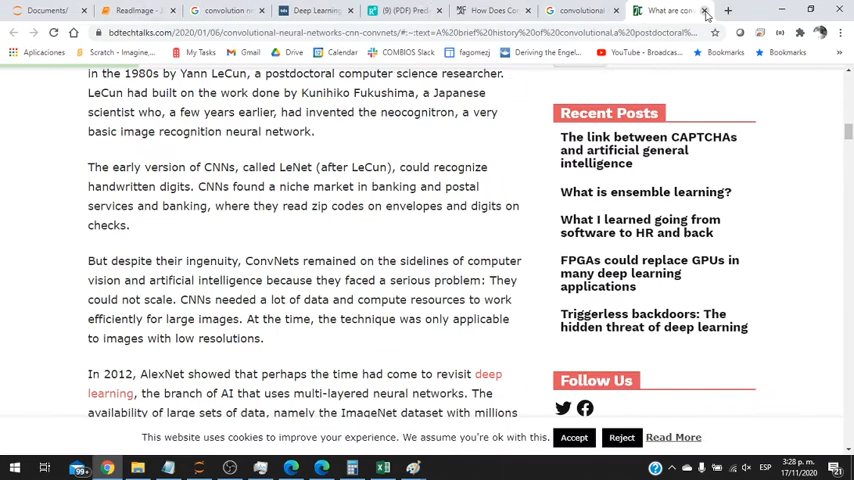 Documents/
ReadImage -
convolution nn
Deep Learning
(9) (PDF) Pred
How Does Co
convolutional
What are con
bdtechtalks.com/2020/01/06/convolutional-neural-networks-cnn-convnets/#:~:text=A%20brief%20history%20of%20convolutional,a%20postdoctoral%...
Aplicaciones
English
CorreoMC
COMBIOS Slack
fagomezj
Deriving the Engel...
YouTube - Broadcas...
Bookmarks
Bookmarks
in the 1980s by Yann LeCun, a postdoctoral computer science researcher.
LeCun had built on the work done by Kunihiko Fukushima, a Japanese
scientist who, a few years earlier, had invented the neocognitron, a very
basic image recognition neural network.
The early version of CNNs, called LeNet (after LeCun), could recognize
handwritten digits. CNNs found a niche market in banking and postal
services and banking, where they read zip codes on envelopes and digits on
checks.
But despite their ingenuity, ConvNets remained on the sidelines of computer
vision and artificial intelligence because they faced a serious problem: They
could not scale. CNNs needed a lot of data and compute resources to work
efficiently for large images. At the time, the technique was only applicable
to images with low resolutions.
In 2012, AlexNet showed that perhaps the time had come to revisit deep
learning, the branch of AI that uses multi-layered neural networks. The
availability of large sets of data, namely the ImageNet dataset with millions
Recent Posts
The link between CAPTCHAs
and artificial general
intelligence
What is ensemble learning?
What I learned going from
software to HR and back
FPGAs could replace GPUs in
many deep learning
applications
Triggerless backdoors: The
hidden threat of deep learning
Follow Us
This website uses cookies to improve your experience. We assume you're ok with this.
Accept
Reject
Read More
99+
ESP
3:28 p. m.
17/11/2020
21